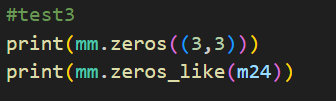 #test3
print(mm.zeros((3,3)))
print(mm.zeros_like(m24))